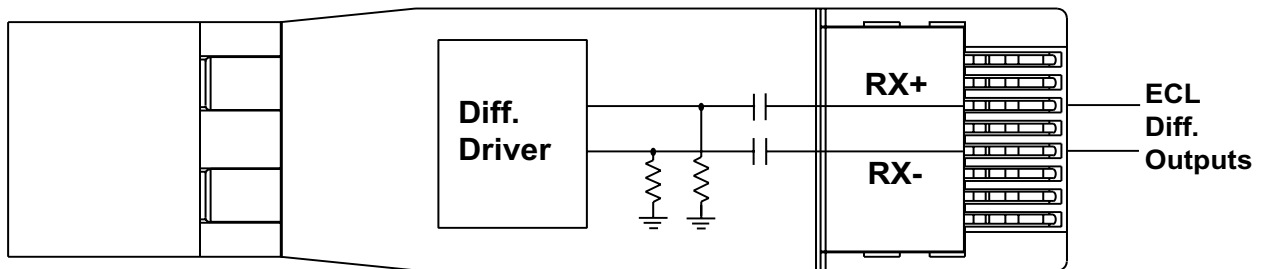 Diff.
Driver
RX+
RX-
ECL
Diff.
Outputs